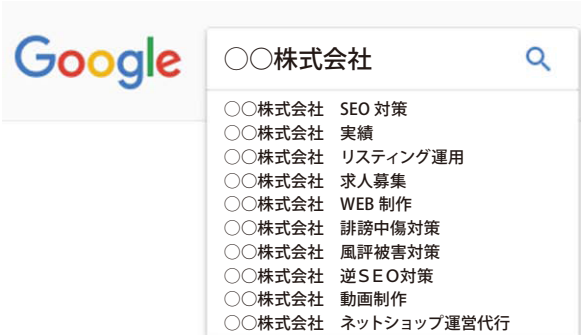 Google
○○株式会社
○○株式会社　SEO 対策
○○株式会社　実績
○○株式会社　リスティング運用
○○株式会社　求人募集
○○株式会社　WEB 制作
○○株式会社　誹謗中傷対策
○○株式会社　風評被害対策
○○株式会社　逆ＳＥＯ対策
○○株式会社　動画制作
○○株式会社　ネットショップ運営代行